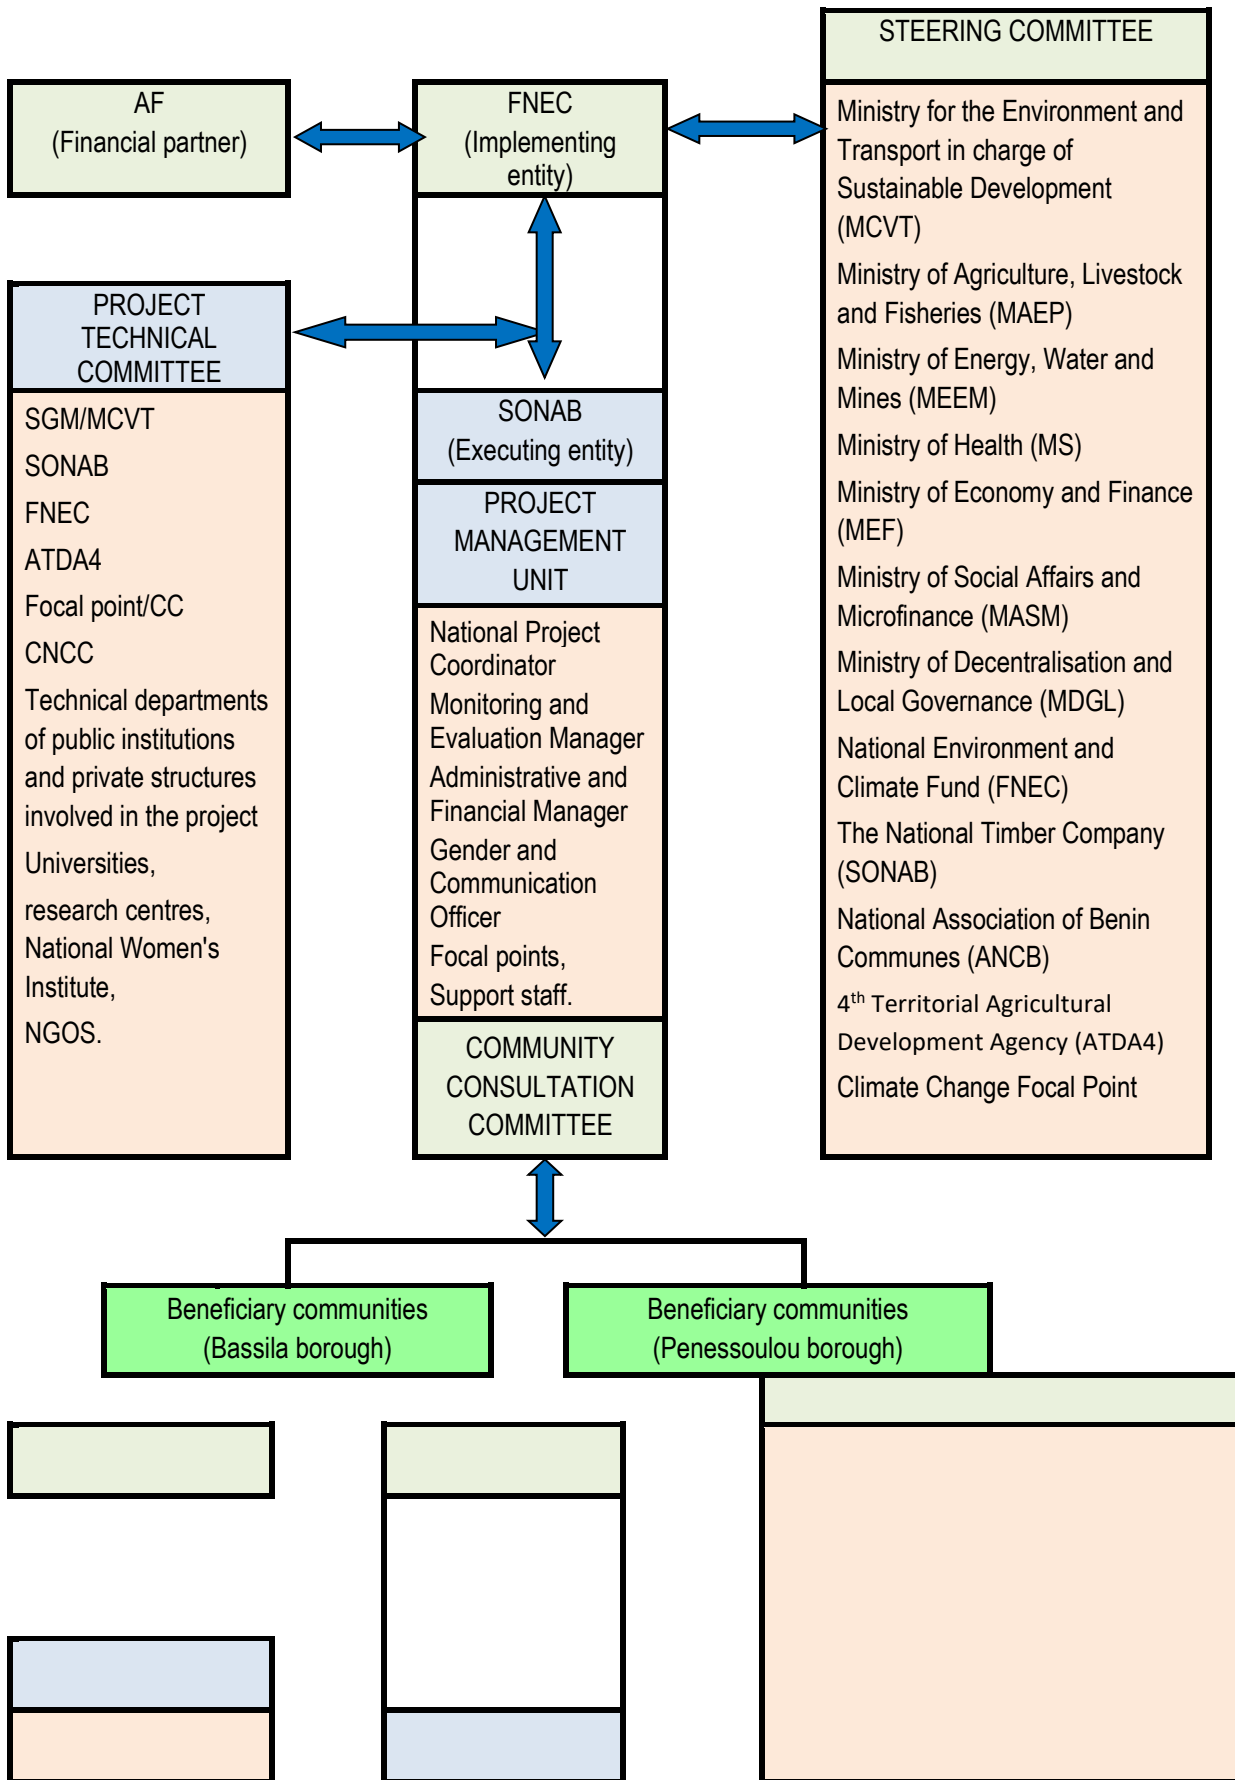 STEERING COMMITTEE
AF
(Financial partner)
FNEC
(Implementing
entity)
Ministry for the Environment and
Transport in charge of
Sustainable Development
(MCVT)
Ministry of Agriculture, Livestock
and Fisheries (MAEP)
Ministry of Energy, Water and
Mines (MEEM)
Ministry of Health (MS)
Ministry of Economy and Finance
(MEF)
Ministry of Social Affairs and
Microfinance (MASM)
Ministry of Decentralisation and
Local Governance (MDGL)
National Environment and
Climate Fund (FNEC)
The National Timber Company
(SONAB)
National Association of Benin
Communes (ANCB)
4th Territorial Agricultural
Development Agency (ATDA4)
Climate Change Focal Point
PROJECT
TECHNICAL
COMMITTEE
SGM/MCVT
SONAB
FNEC
ATDA4
Focal point/CC
CNCC
Technical departments
of public institutions
and private structures
involved in the project
Universities,
research centres,
National Women's
Institute,
NGOS.
SONAB
(Executing entity)
PROJECT
MANAGEMENT
UNIT
National Project
Coordinator
Monitoring and
Evaluation Manager
Administrative and
Financial Manager
Gender and
Communication
Officer
Focal points,
Support staff.
COMMUNITY
CONSULTATION
COMMITTEE
Beneficiary communities
(Bassila borough)
Beneficiary communities
(Penessoulou borough)